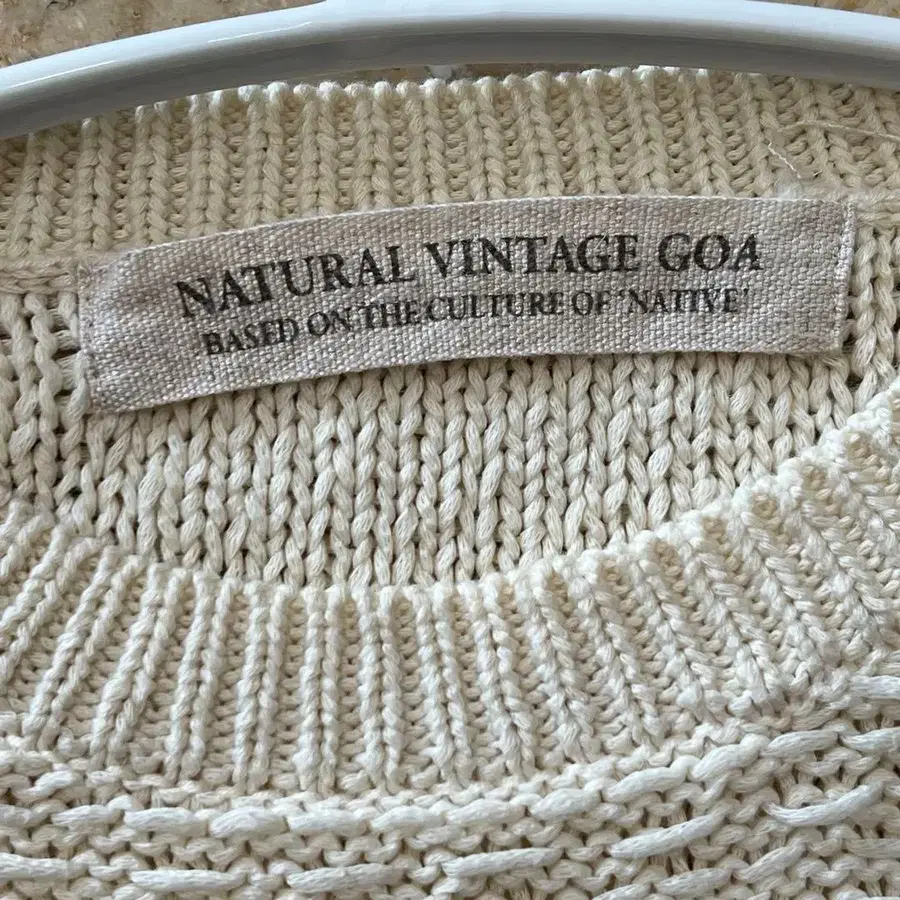 NATURAL VINTAGE GOA
BASED ON THE CULTURE OF 'NATIVE'